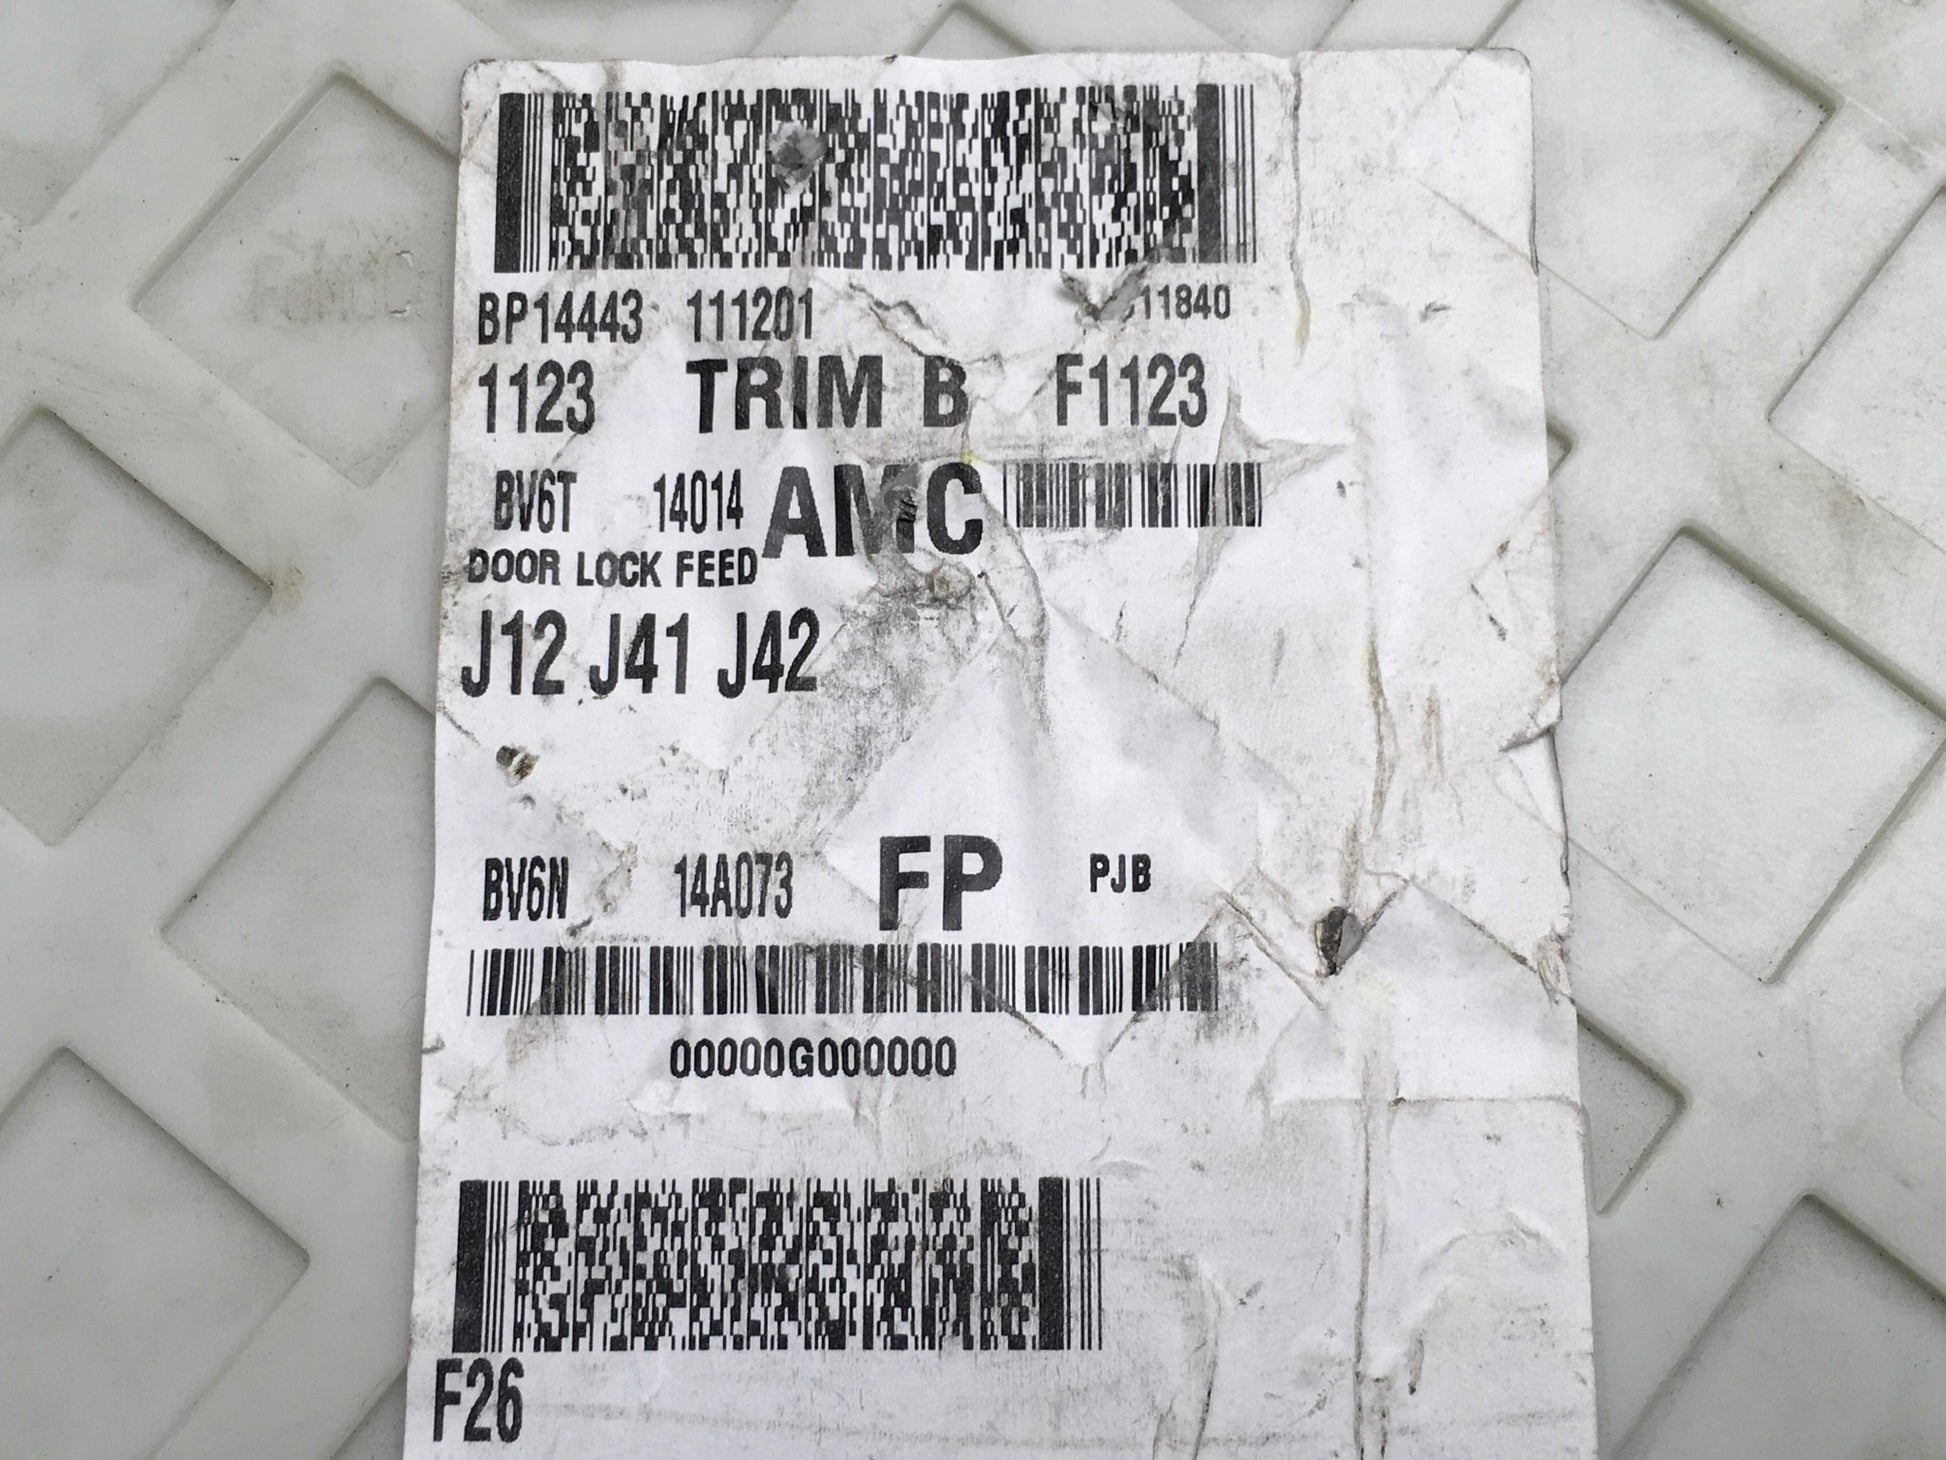 BP14443 111201 11840
1123 TRIM B F1123
BV6T 14014 AMC
DOOR LOCK FEED
J12 J41 J42
BV6N 14A073 FP PJB
00000G000000
F26